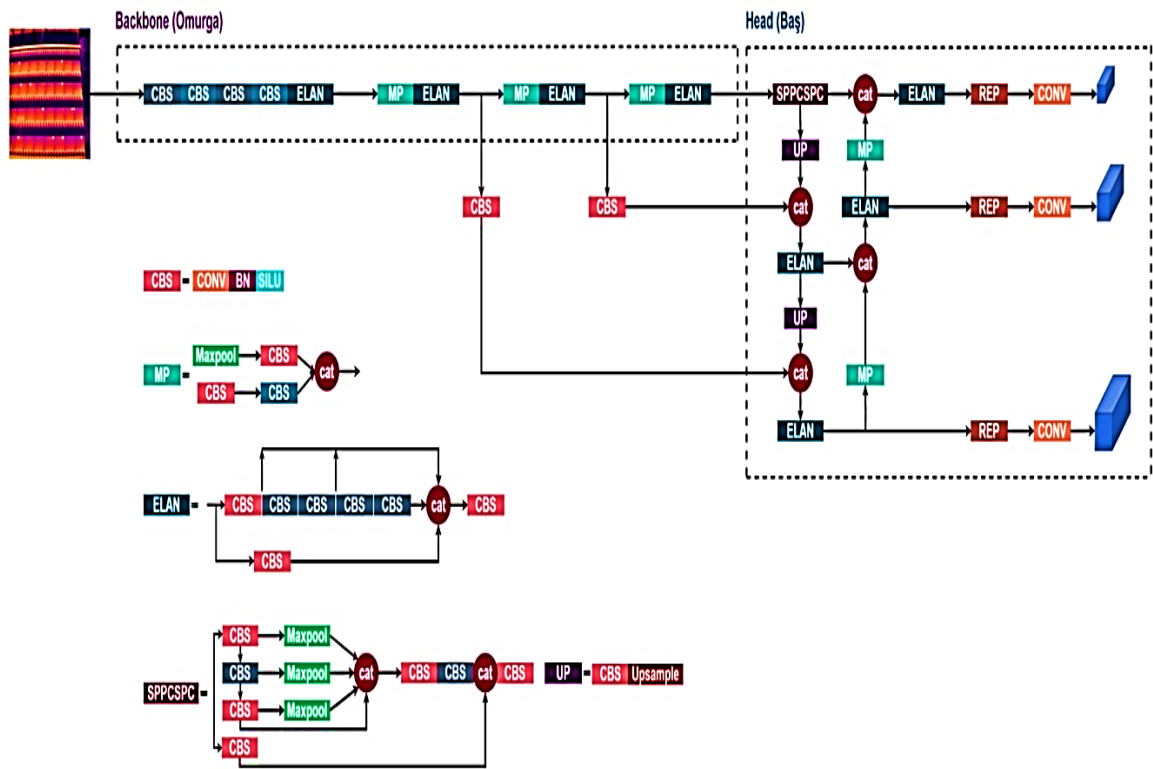 Backbone (Omurga)
Head (Baş)
CBS CBS CBS CBS ELAN MP ELAN MP ELAN MP ELAN SPPCSPC cat ELAN REP CONV
UP MP
CBS CBS cat ELAN REP CONV
ELAN cat
CBS = CONV BN SILU
UP
Maxpool CBS
MP = cat cat MP
CBS CBS
ELAN REP CONV
ELAN = CBS CBS CBS CBS CBS cat CBS
CBS
CBS Maxpool
CBS Maxpool cat CBS CBS cat CBS UP = CBS Upsample
SPPCSPC =
CBS Maxpool
CBS